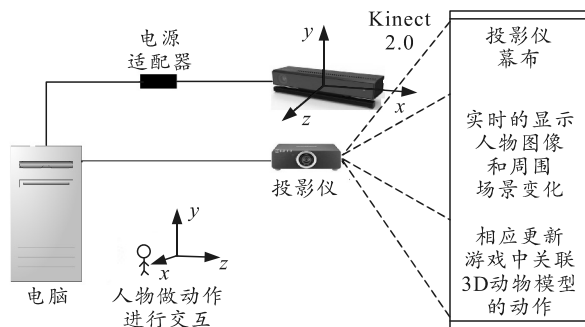 电源
适配器
y
x
z
Kinect
2.0
投影仪
幕布
实时的显示
人物图像
和周围
场景变化
相应更新
游戏中关联
3D动物模型
的动作
投影仪
电脑
y
x
z
人物做动作
进行交互